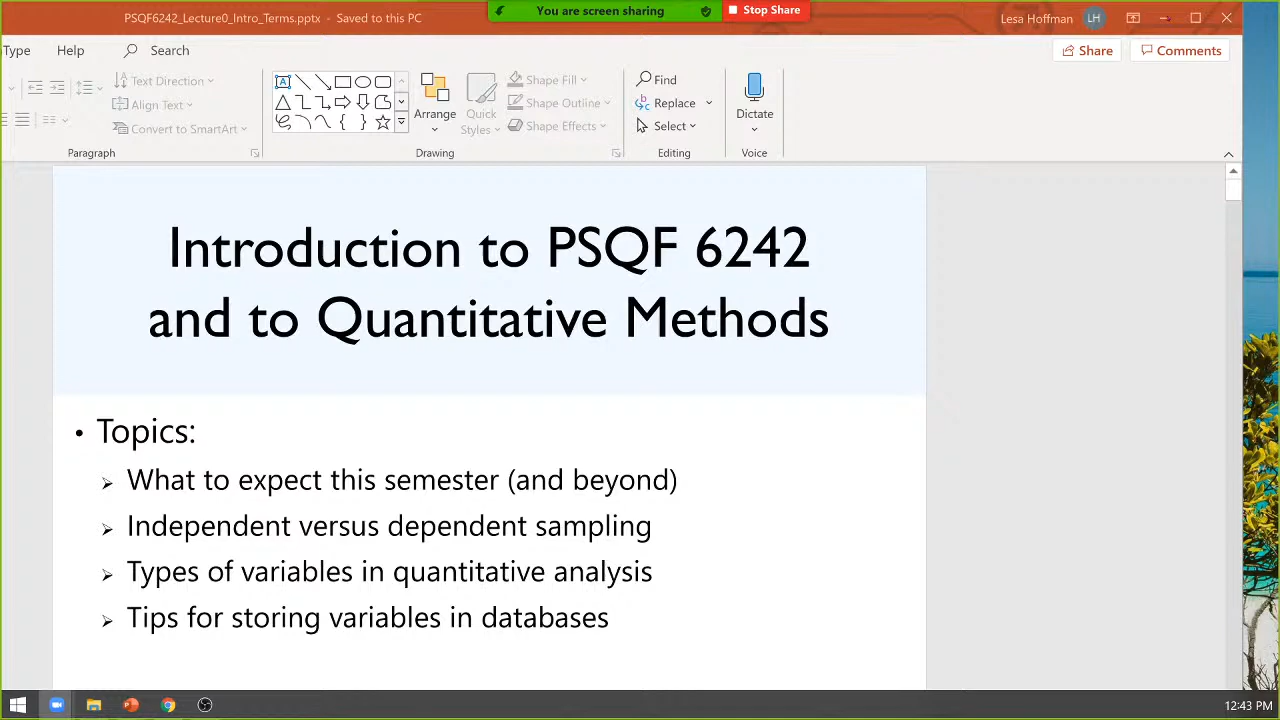 PSQF6242_Lecture0_Intro_Terms.pptx - Saved to this PC
You are screen sharing
Stop Share
Lesa Hoffman LH
Type Help Search
Share Comments
Text Direction
Align Text
Convert to SmartArt
Paragraph
A
Arrange
Quick
Styles
Shape Fill
Shape Outline
Shape Effects
Drawing
Find
Replace
Select
Editing
Dictate
Voice
Introduction to PSQF 6242
and to Quantitative Methods
• Topics:
➢ What to expect this semester (and beyond)
➢ Independent versus dependent sampling
➢ Types of variables in quantitative analysis
➢ Tips for storing variables in databases
12:43 PM